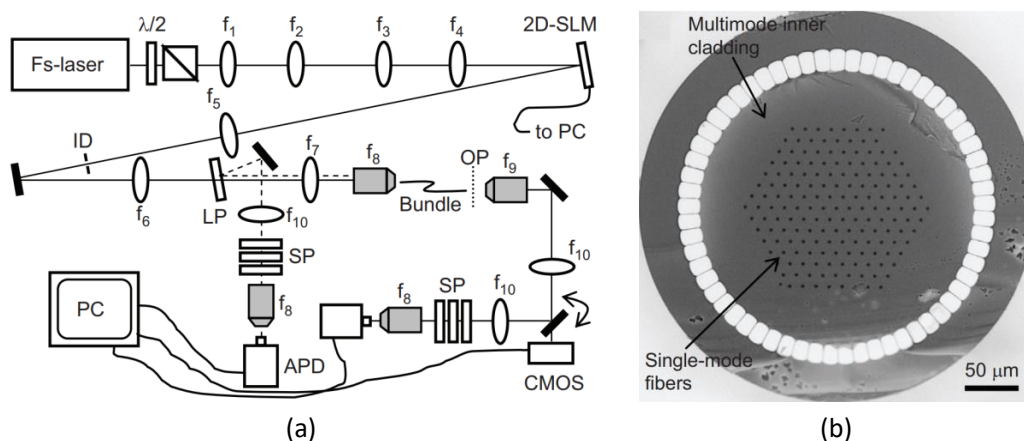 Fs-laser
λ/2
f1
f2
f3
f4
2D-SLM
f5
to PC
ID
f6
LP
f7
f8
Bundle
OP
f9
f10
SP
f8
APD
PC
f8
SP
f10
f10
CMOS
(a)
Multimode inner
cladding
Single-mode
fibers
50 μm
(b)